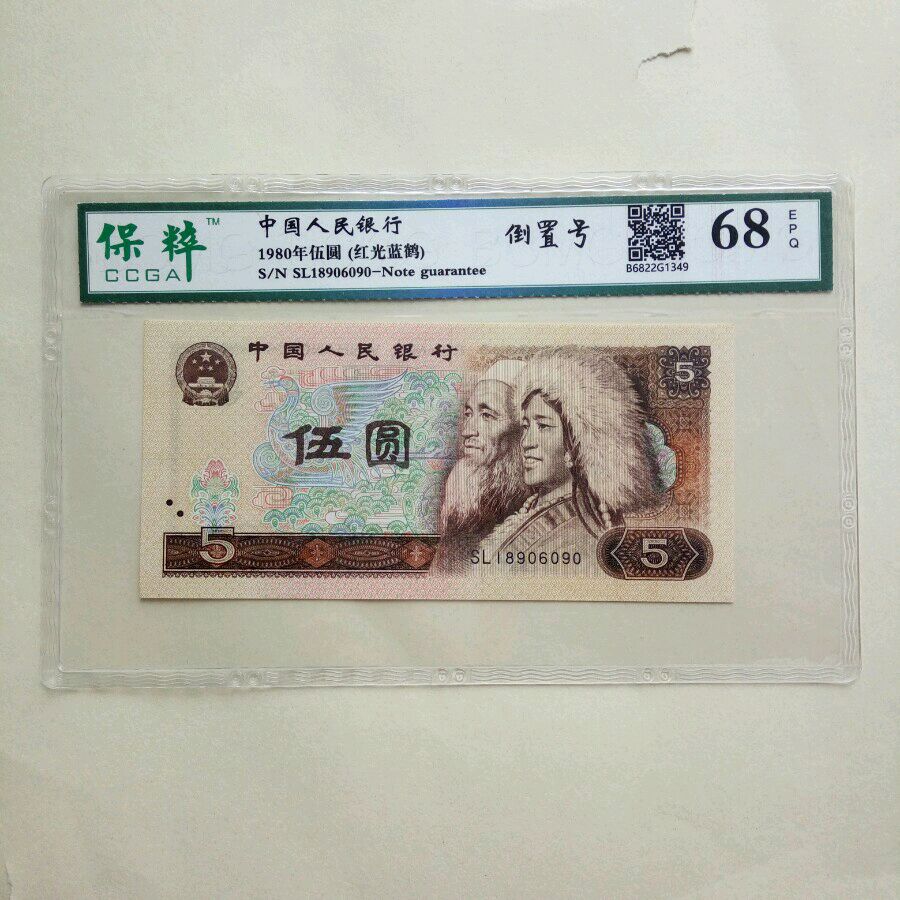 保粹™
CCGA
中国人民银行
1980年伍圆 (红光蓝鹤)
S/N SL18906090-Note guarantee
倒置号
B6822G1349
68
EPQ
中国人民银行
5
伍圆
5
SL18906090
5